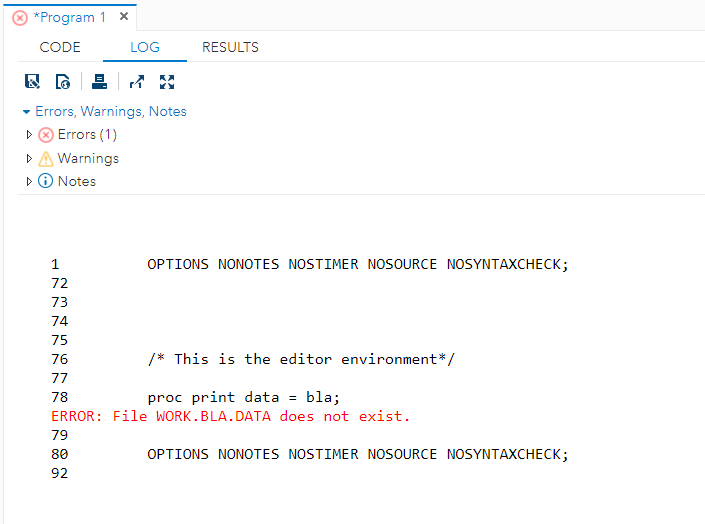 *Program 1 ×
CODE LOG RESULTS
Errors, Warnings, Notes
Errors (1)
Warnings
Notes
1 OPTIONS NONOTES NOSTIMER NOSOURCE NOSYNTAXCHECK;
72
73
74
75
76 /* This is the editor environment*/
77
78 proc print data = bla;
ERROR: File WORK.BLA.DATA does not exist.
79
80 OPTIONS NONOTES NOSTIMER NOSOURCE NOSYNTAXCHECK;
92